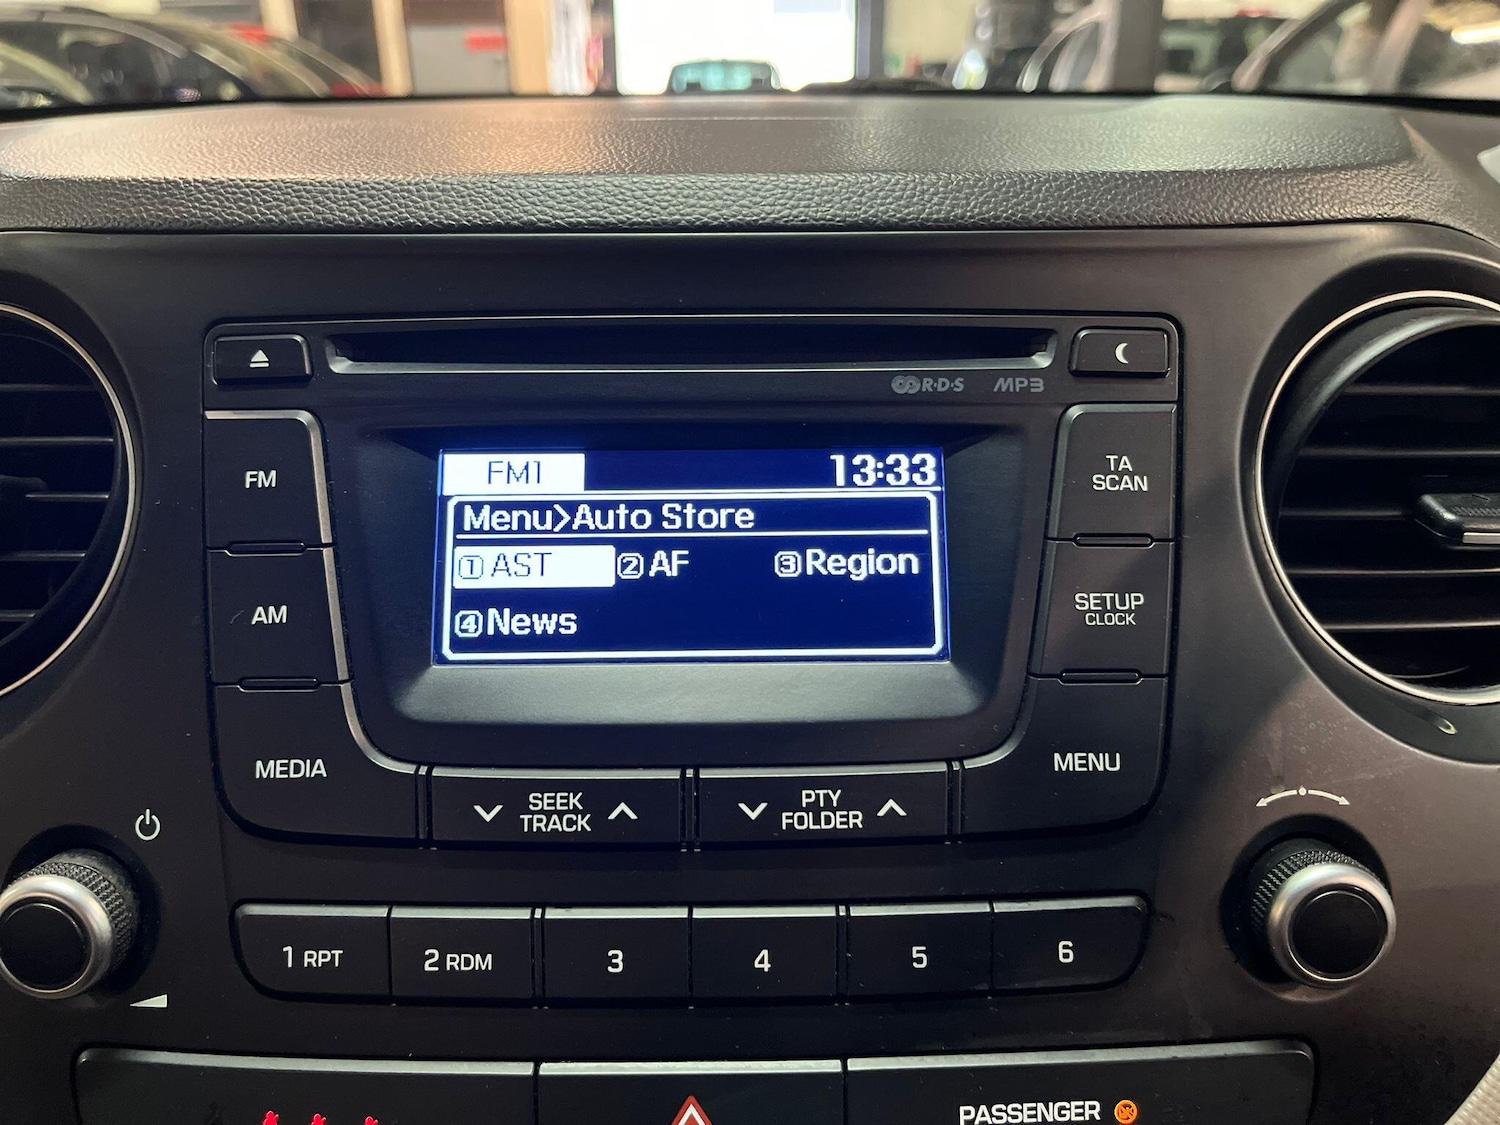 R·D·S MP3
FM
AM
MEDIA
FM1 13:33
Menu>Auto Store
1 AST 2 AF 3 Region
4 News
TA
SCAN
SETUP
CLOCK
MENU
SEEK
TRACK
PTY
FOLDER
1 RPT 2 RDM 3 4 5 6
PASSENGER